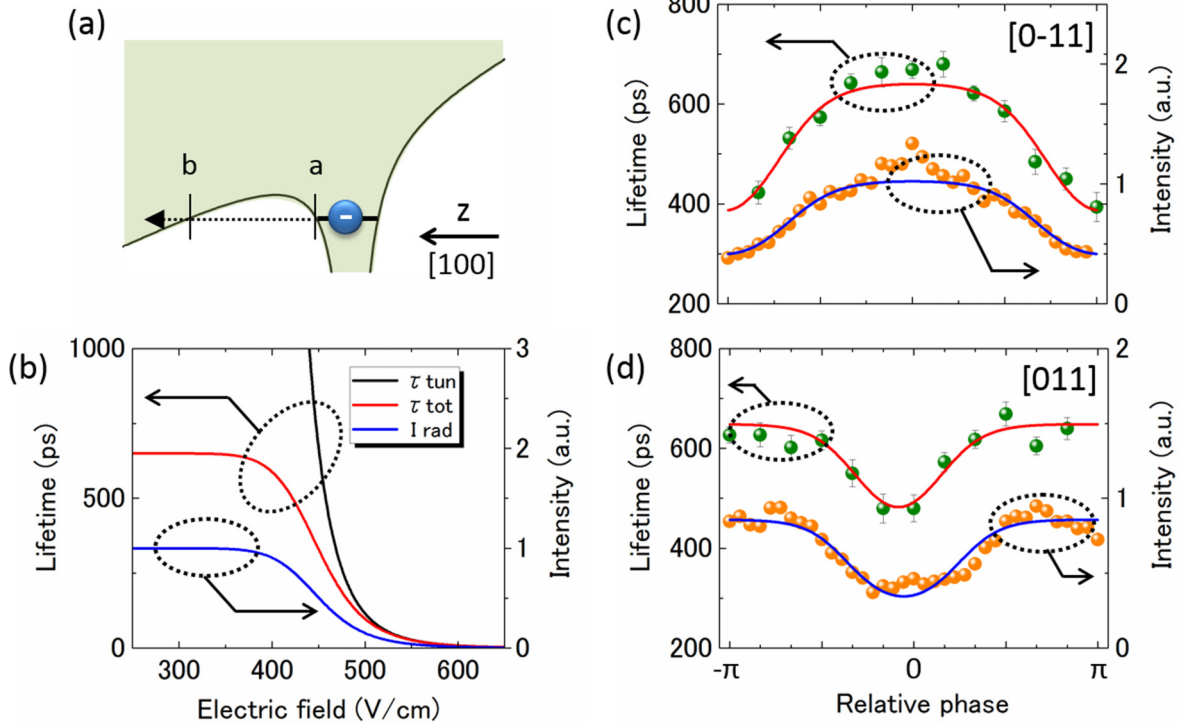 (a)
b
a
-
z
[100]
(b)
1000
500
0
Lifetime (ps)
3
2
1
0
Intensity (a.u.)
τ tun
τ tot
I rad
300
400
500
600
Electric field (V/cm)
(c)
[0-11]
800
600
400
200
Lifetime (ps)
2
1
0
Intensity (a.u.)
(d)
[011]
800
600
400
200
Lifetime (ps)
2
1
0
Intensity (a.u.)
-π
0
π
Relative phase